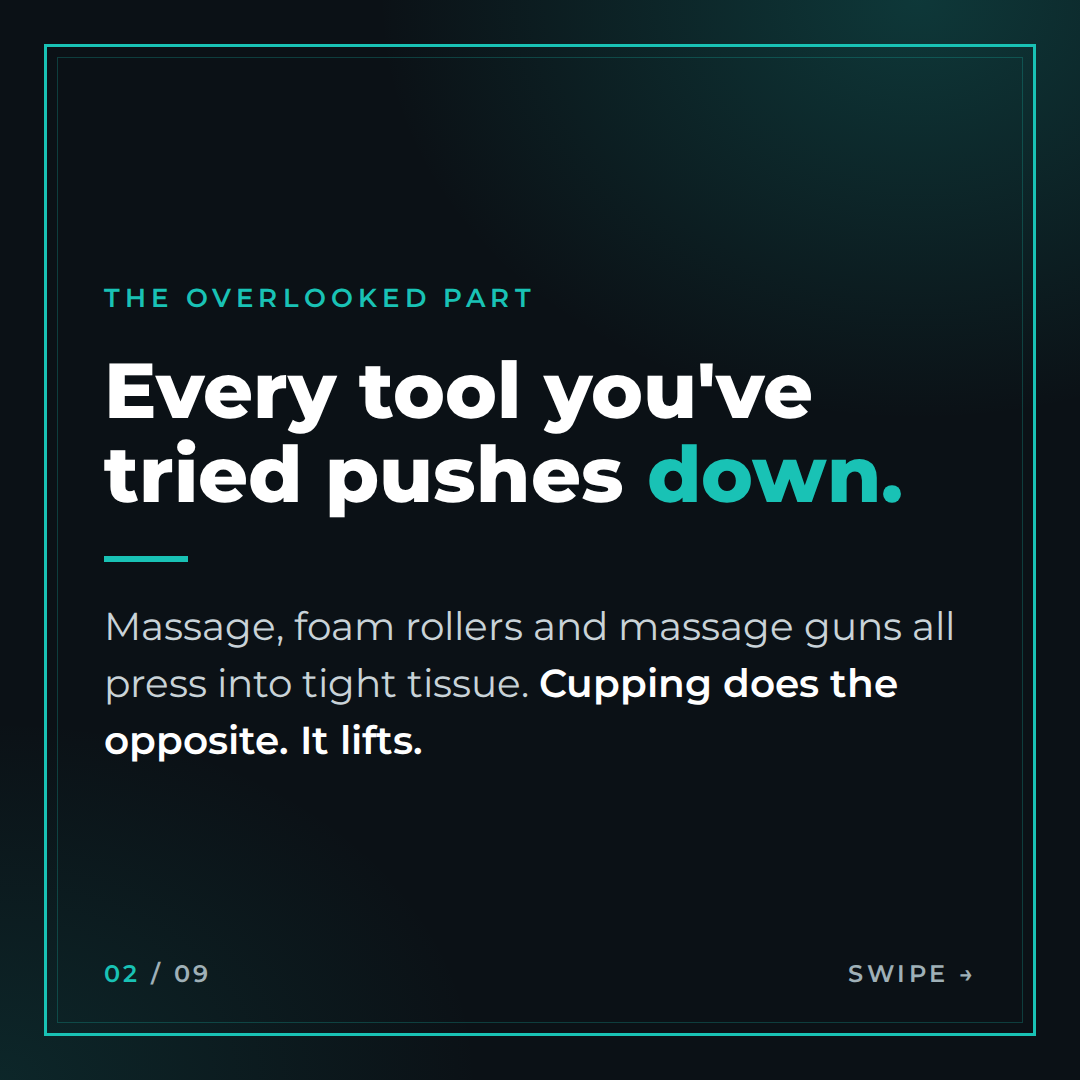 THE OVERLOOKED PART
Every tool you've
tried pushes down.
Massage, foam rollers and massage guns all
press into tight tissue. Cupping does the
opposite. It lifts.
02 / 09
SWIPE →